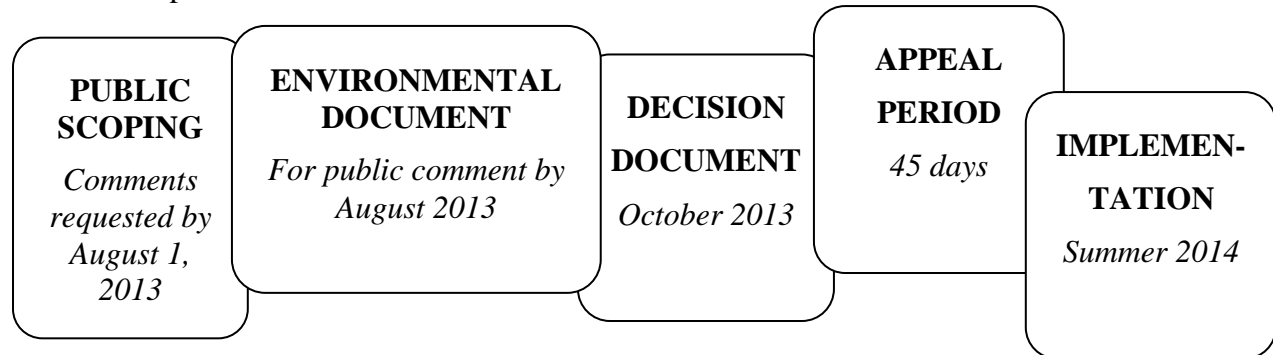 PUBLIC
SCOPING
Comments
requested by
August 1,
2013
ENVIRONMENTAL
DOCUMENT
For public comment by
August 2013
DECISION
DOCUMENT
October 2013
APPEAL
PERIOD
45 days
IMPLEMEN-
TATION
Summer 2014